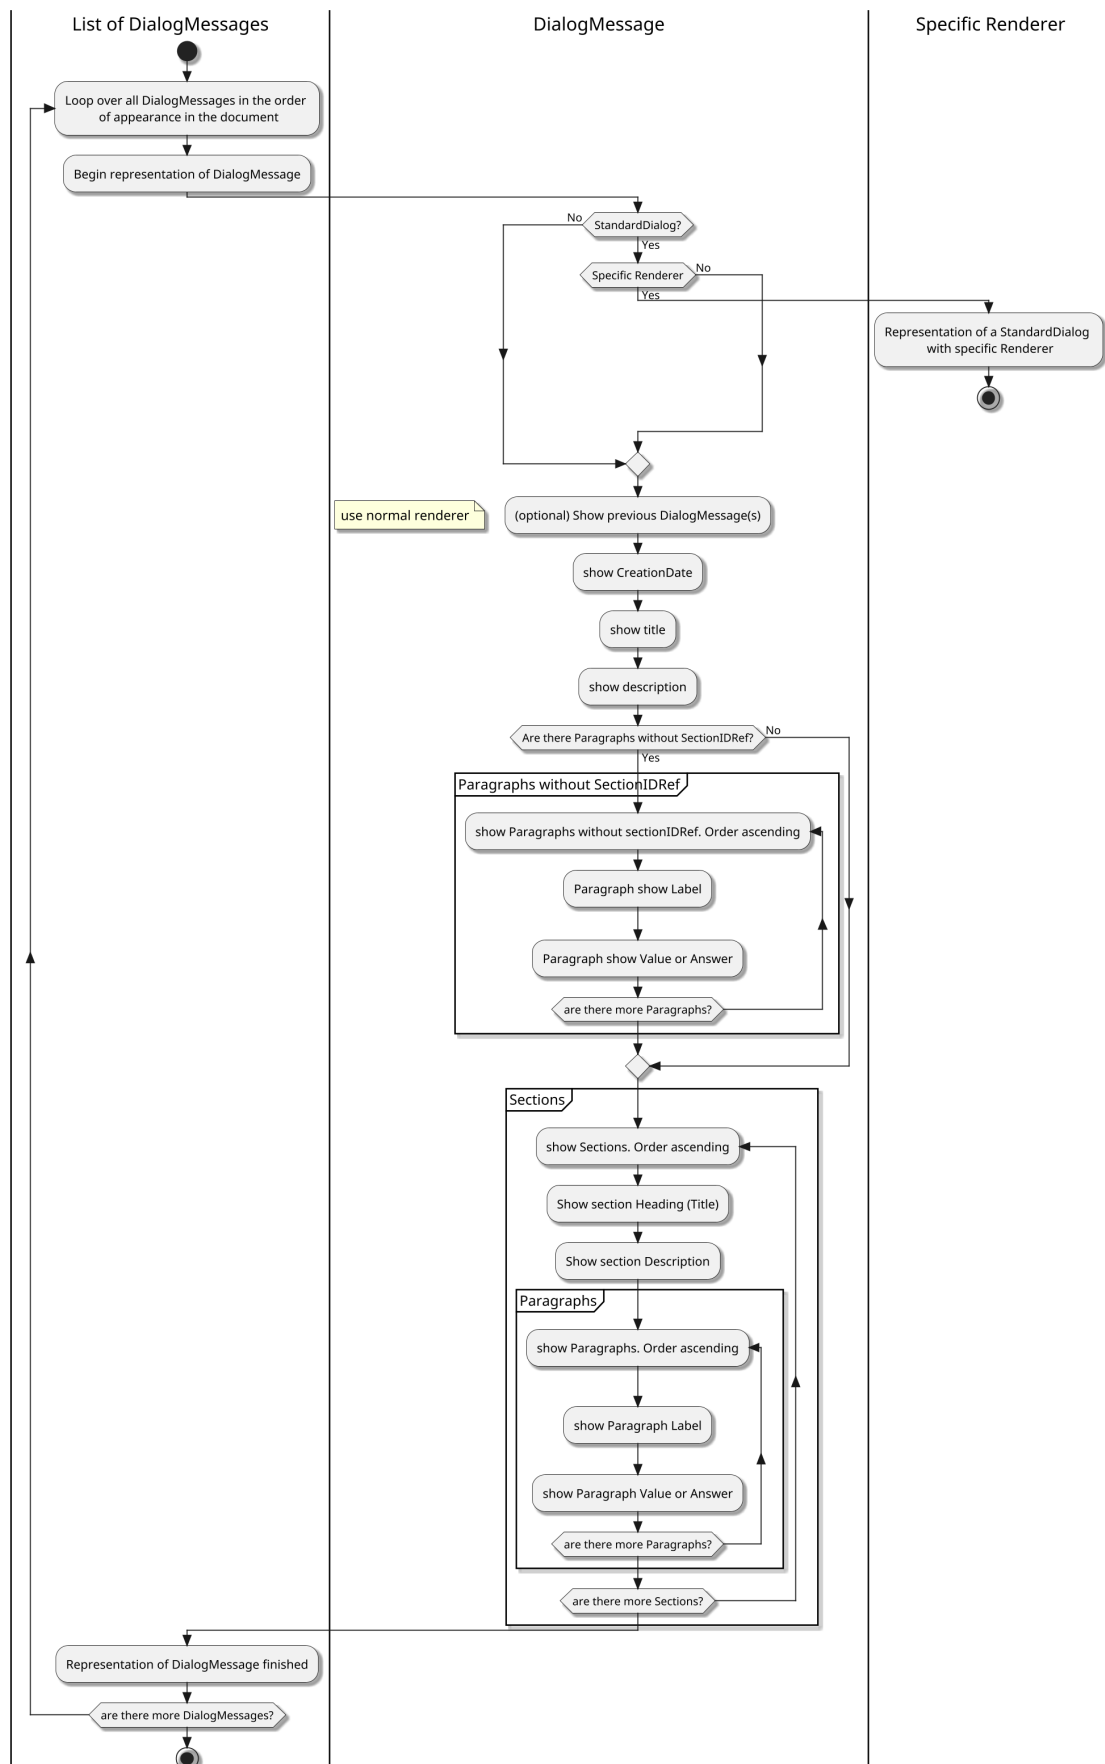 List of DialogMessages
DialogMessage
Specific Renderer
Loop over all DialogMessages in the order
of appearance in the document
Begin representation of DialogMessage
No
StandardDialog?
Yes
Specific Renderer
No
Yes
Representation of a StandardDialog
with specific Renderer
use normal renderer
(optional) Show previous DialogMessage(s)
show CreationDate
show title
show description
Are there Paragraphs without SectionIDRef?
No
Yes
Paragraphs without SectionIDRef
show Paragraphs without sectionIDRef. Order ascending
Paragraph show Label
Paragraph show Value or Answer
are there more Paragraphs?
Sections
show Sections. Order ascending
Show section Heading (Title)
Show section Description
Paragraphs
show Paragraphs. Order ascending
show Paragraph Label
show Paragraph Value or Answer
are there more Paragraphs?
are there more Sections?
Representation of DialogMessage finished
are there more DialogMessages?